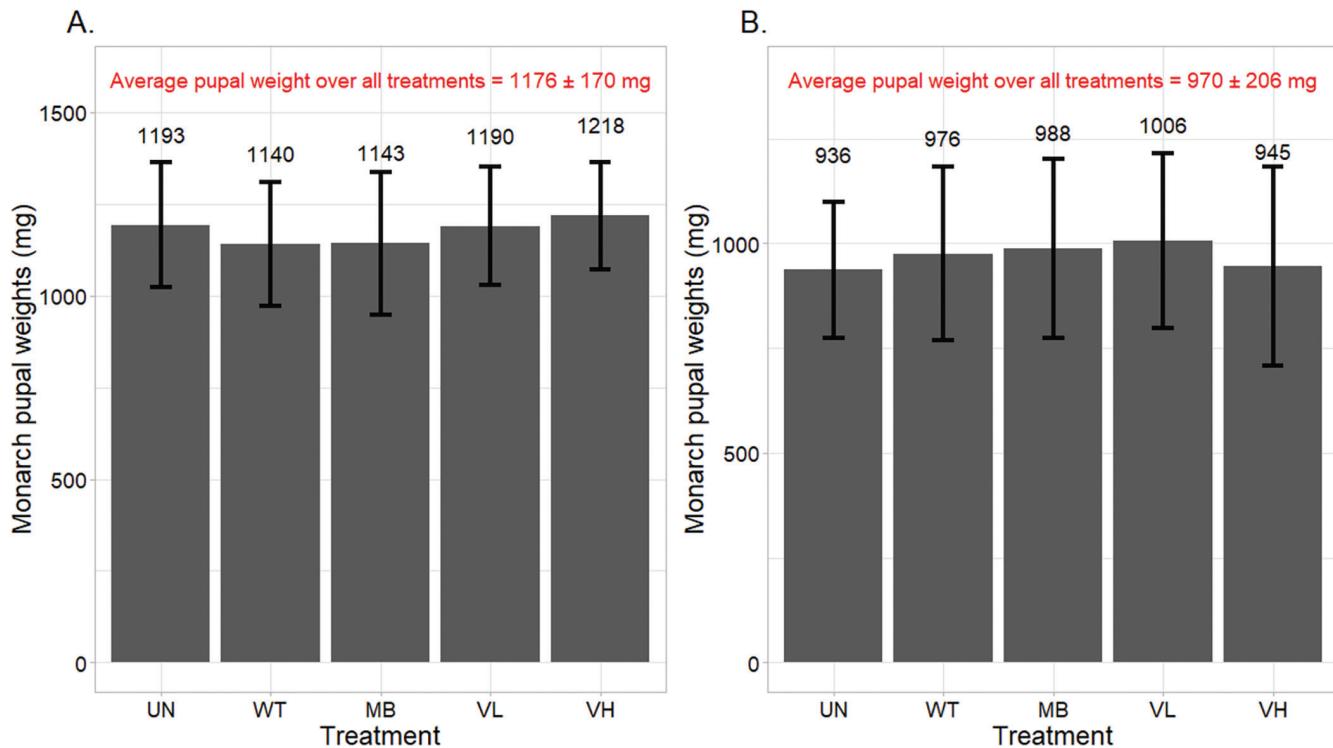 A.
Average pupal weight over all treatments = 1176 ± 170 mg
Monarch pupal weights (mg)
1500
1000
500
0
1193
1140
1143
1190
1218
UN WT MB VL VH
Treatment
B.
Average pupal weight over all treatments = 970 ± 206 mg
Monarch pupal weights (mg)
1000
500
0
936
976
988
1006
945
UN WT MB VL VH
Treatment